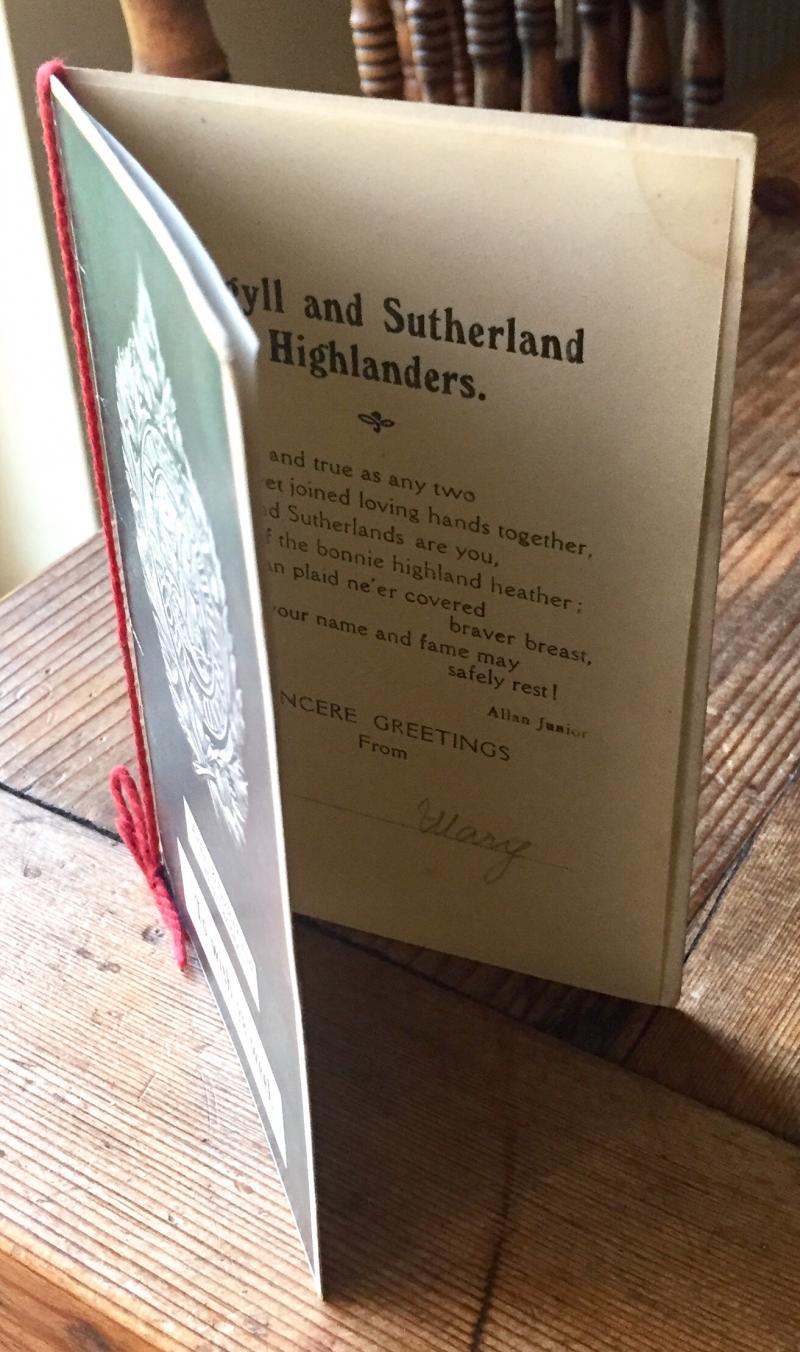 gyll and Sutherland
Highlanders.
and true as any two
et joined loving hands together,
d Sutherlands are you,
f the bonnie highland heather;
n plaid ne'er covered
braver breast,
your name and fame may
safely rest!
Allan Junior
NCERE GREETINGS
From
Mary